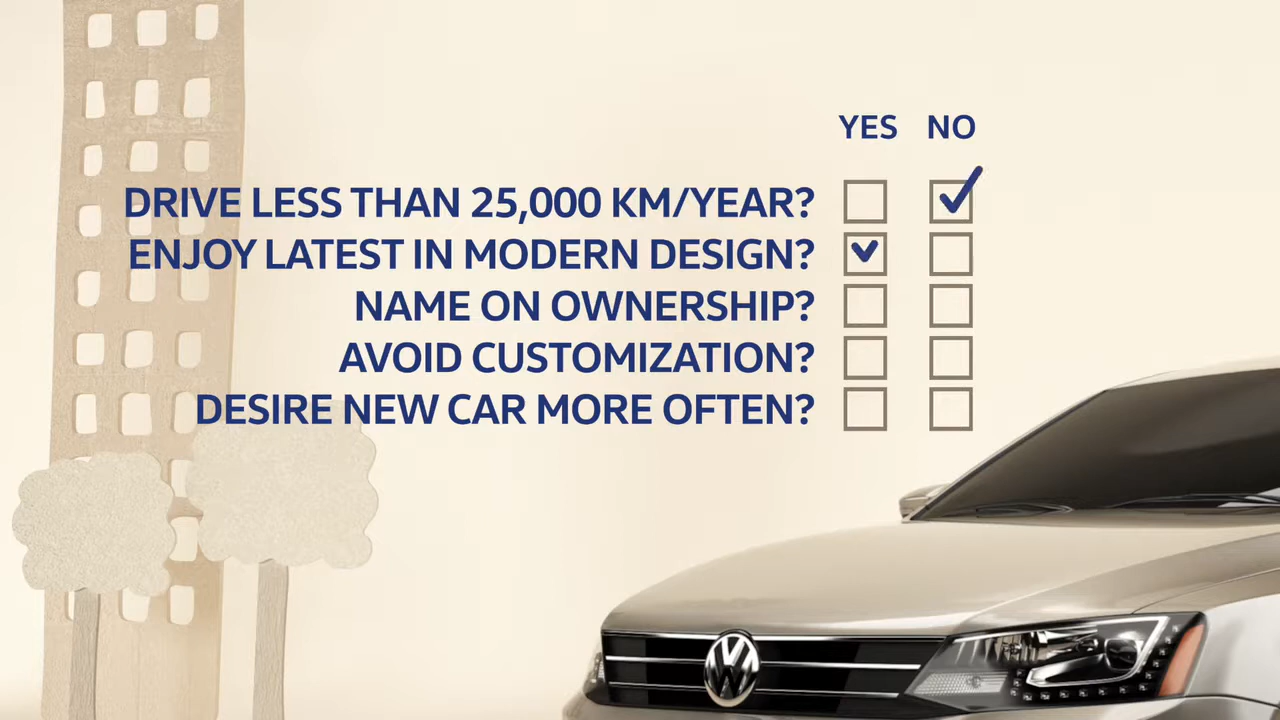 YES NO
DRIVE LESS THAN 25,000 KM/YEAR?
ENJOY LATEST IN MODERN DESIGN?
NAME ON OWNERSHIP?
AVOID CUSTOMIZATION?
DESIRE NEW CAR MORE OFTEN?